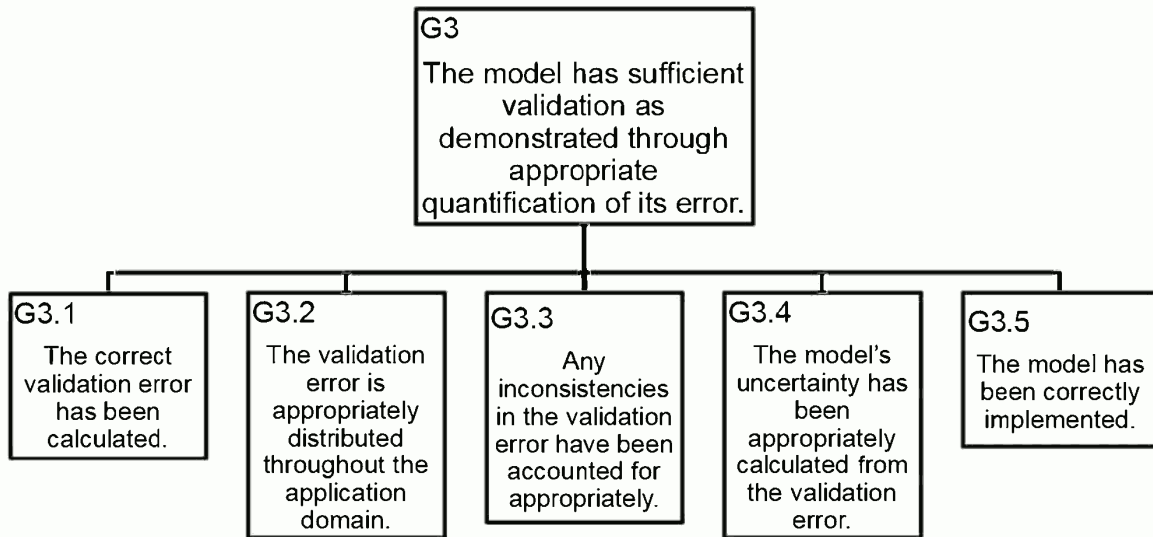 G3
The model has sufficient
validation as
demonstrated through
appropriate
quantification of its error.
G3.1
The correct
validation error
has been
calculated.
G3.2
The validation
error is
appropriately
distributed
throughout the
application
domain.
G3.3
Any
inconsistencies
in the validation
error have been
accounted for
appropriately.
G3.4
The model's
uncertainty has
been
appropriately
calculated from
the validation
error.
G3.5
The model has
been correctly
implemented.